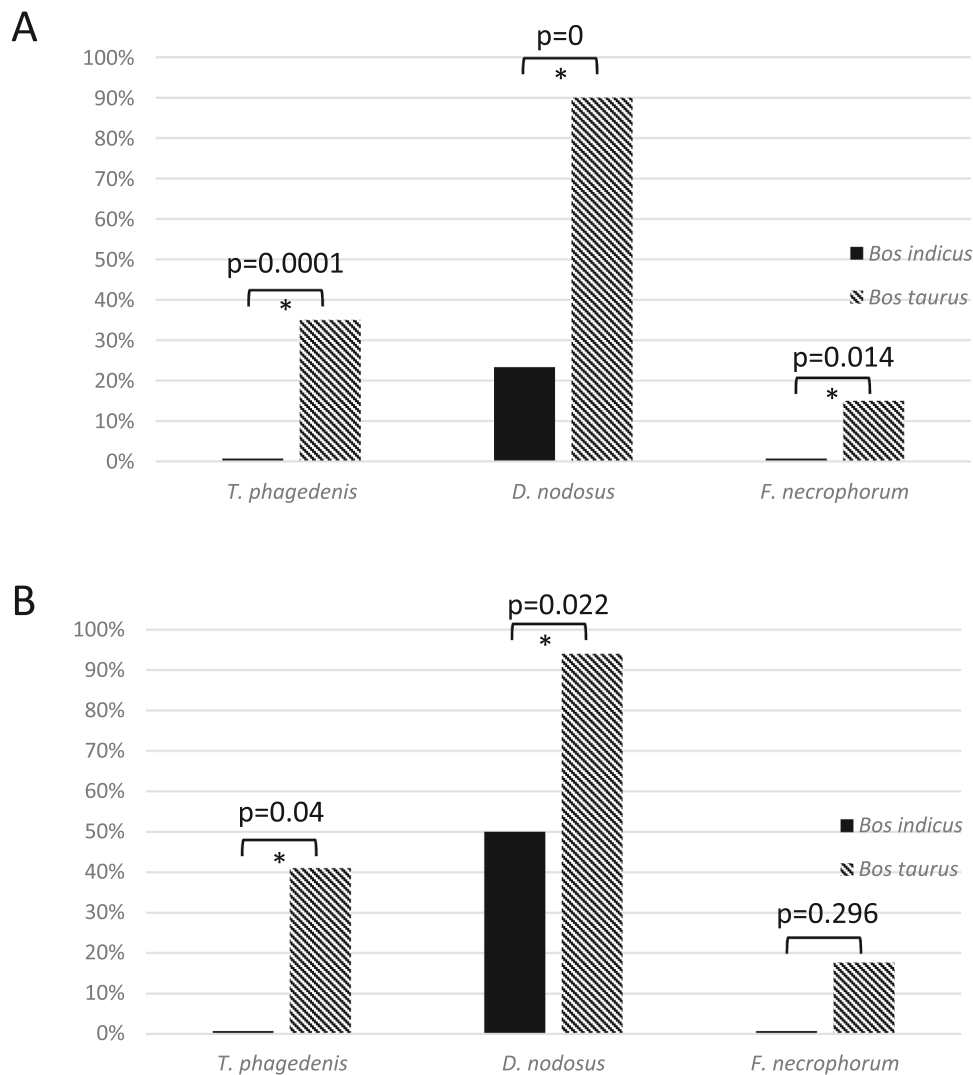 A
p=0
*
100%
90%
80%
70%
60%
50%
40%
30%
20%
10%
0%
p=0.0001
*
p=0.014
*
Bos indicus
Bos taurus
T. phagedenis
D. nodosus
F. necrophorum
B
p=0.022
*
100%
90%
80%
70%
60%
50%
40%
30%
20%
10%
0%
p=0.04
*
p=0.296
Bos indicus
Bos taurus
T. phagedenis
D. nodosus
F. necrophorum